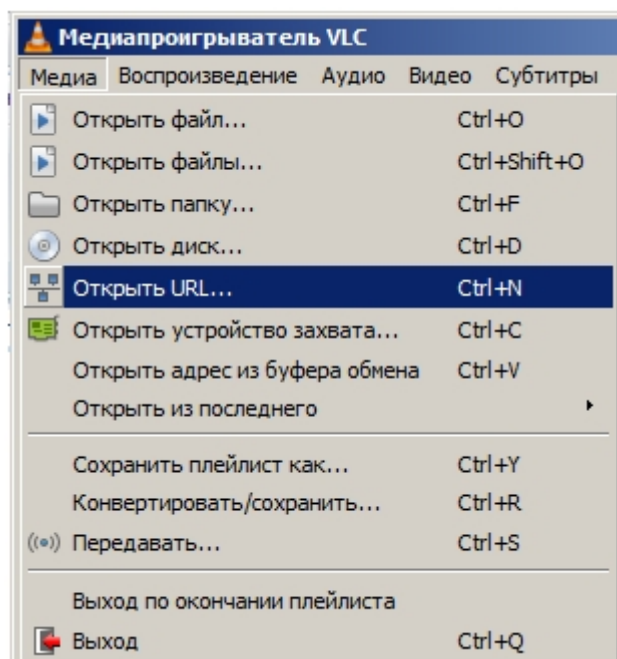 Медиапроигрыватель VLC
Медиа Воспроизведение Аудио Видео Субтитры
Открыть файл... Ctrl+O
Открыть файлы... Ctrl+Shift+O
Открыть папку... Ctrl+F
Открыть диск... Ctrl+D
Открыть URL... Ctrl+N
Открыть устройство захвата... Ctrl+C
Открыть адрес из буфера обмена Ctrl+V
Открыть из последнего
Сохранить плейлист как... Ctrl+Y
Конвертировать/сохранить... Ctrl+R
Передавать... Ctrl+S
Выход по окончании плейлиста
Выход Ctrl+Q